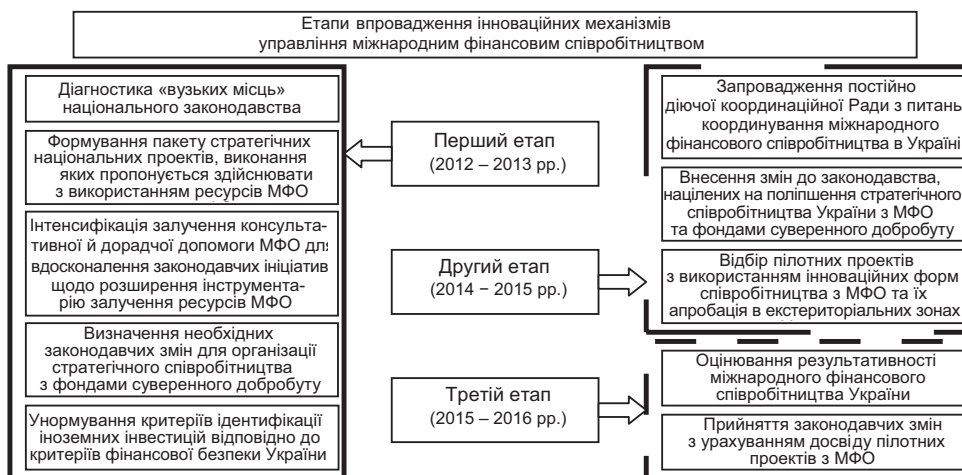 Етапи впровадження інноваційних механізмів
управління міжнародним фінансовим співробітництвом
Діагностика «вузьких місць»
національного законодавства
Формування пакету стратегічних
національних проектів, виконання
яких пропонується здійснювати
з використанням ресурсів МФО
Інтенсифікація залучення консульта-
тивної й дорадчої допомоги МФО для
вдосконалення законодавчих ініціатив
щодо розширення інструмента-
рію залучення ресурсів МФО
Визначення необхідних
законодавчих змін для організації
стратегічного співробітництва
з фондами суверенного добробуту
Унормування критеріїв ідентифікації
іноземних інвестицій відповідно до
критеріїв фінансової безпеки України
Перший етап
(2012 – 2013 рр.)
Другий етап
(2014 – 2015 рр.)
Третій етап
(2015 – 2016 рр.)
Запровадження постійно
діючої координаційної Ради з питань
координування міжнародного
фінансового співробітництва в Україні
Внесення змін до законодавства,
націлених на поліпшення стратегічного
співробітництва України з МФО
та фондами суверенного добробуту
Відбір пілотних проектів
з використанням інноваційних форм
співробітництва з МФО та їх
апробація в екстериторіальних зонах
Оцінювання результативності
міжнародного фінансового
співробітництва України
Прийняття законодавчих змін
з урахуванням досвіду пілотних
проектів з МФО